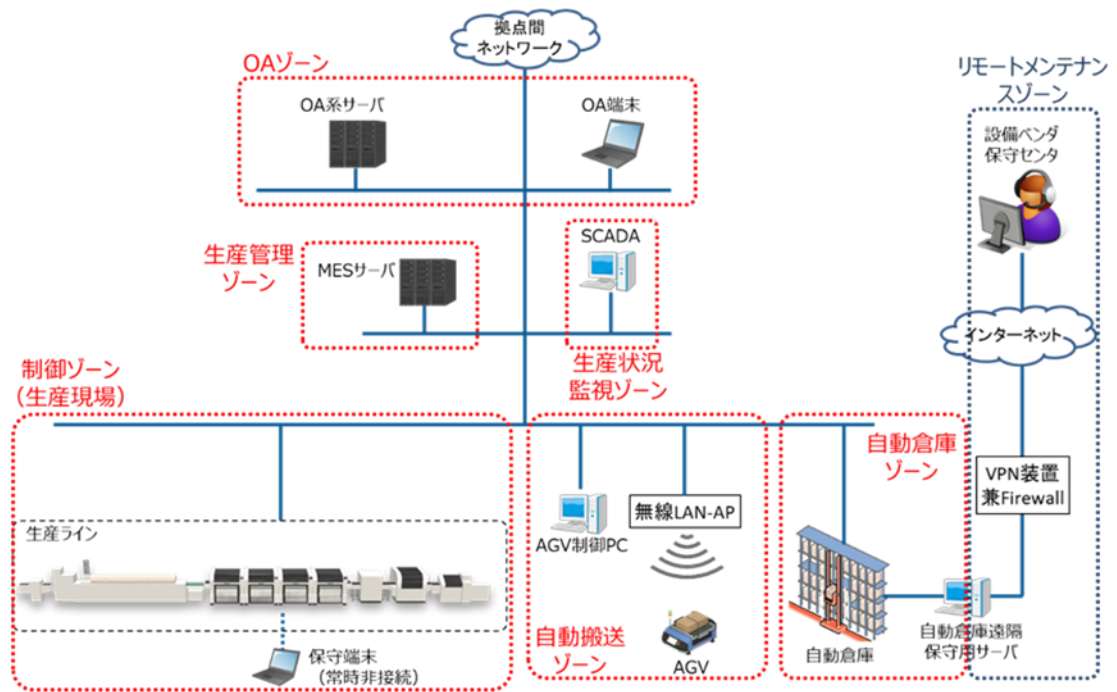 拠点間
ネットワーク
OAゾーン
OA系サーバ
OA端末
リモートメンテナン
スゾーン
設備ベンダ
保守センタ
生産管理
ゾーン
MESサーバ
SCADA
生産状況
監視ゾーン
インターネット
制御ゾーン
（生産現場）
自動倉庫
ゾーン
VPN装置
兼Firewall
生産ライン
AGV制御PC
無線LAN-AP
自動搬送
ゾーン
AGV
自動倉庫
自動倉庫遠隔
保守用サーバ
保守端末
（常時非接続）